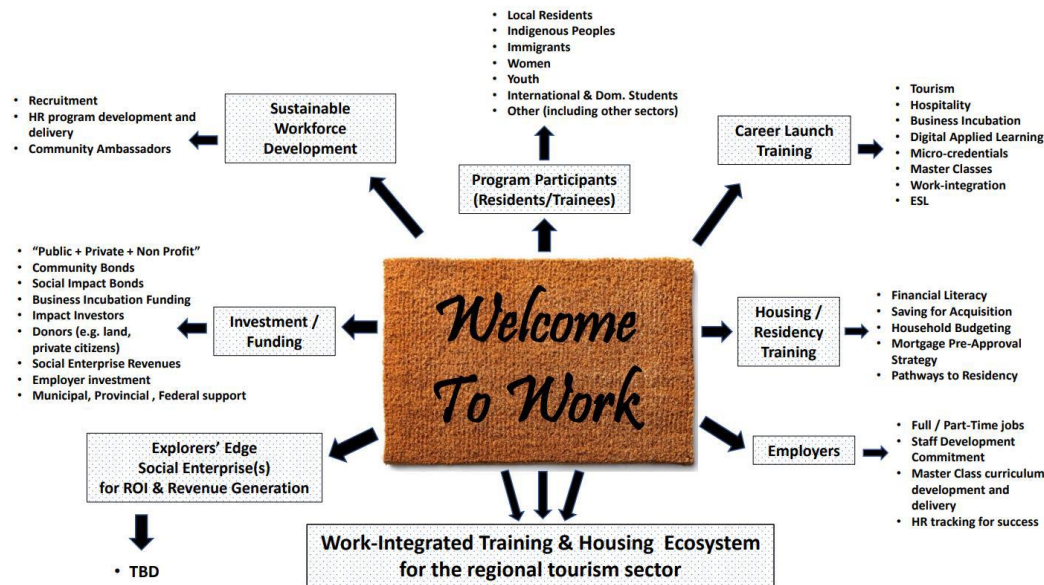 • Local Residents
• Indigenous Peoples
• Immigrants
• Women
• Youth
• International & Dom. Students
• Other (including other sectors)
Program Participants
(Residents/Trainees)
• Recruitment
• HR program development and
delivery
• Community Ambassadors
Sustainable
Workforce
Development
Career Launch
Training
• Tourism
• Hospitality
• Business Incubation
• Digital Applied Learning
• Micro-credentials
• Master Classes
• Work-integration
• ESL
• “Public + Private + Non Profit”
• Community Bonds
• Social Impact Bonds
• Business Incubation Funding
• Impact Investors
• Donors (e.g. land,
private citizens)
• Social Enterprise Revenues
• Employer investment
• Municipal, Provincial , Federal support
Investment /
Funding
Welcome
To Work
Housing /
Residency
Training
• Financial Literacy
• Saving for Acquisition
• Household Budgeting
• Mortgage Pre-Approval
Strategy
• Pathways to Residency
Explorers’ Edge
Social Enterprise(s)
for ROI & Revenue Generation
• TBD
Employers
• Full / Part-Time jobs
• Staff Development
Commitment
• Master Class curriculum
development and
delivery
• HR tracking for success
Work-Integrated Training & Housing Ecosystem
for the regional tourism sector